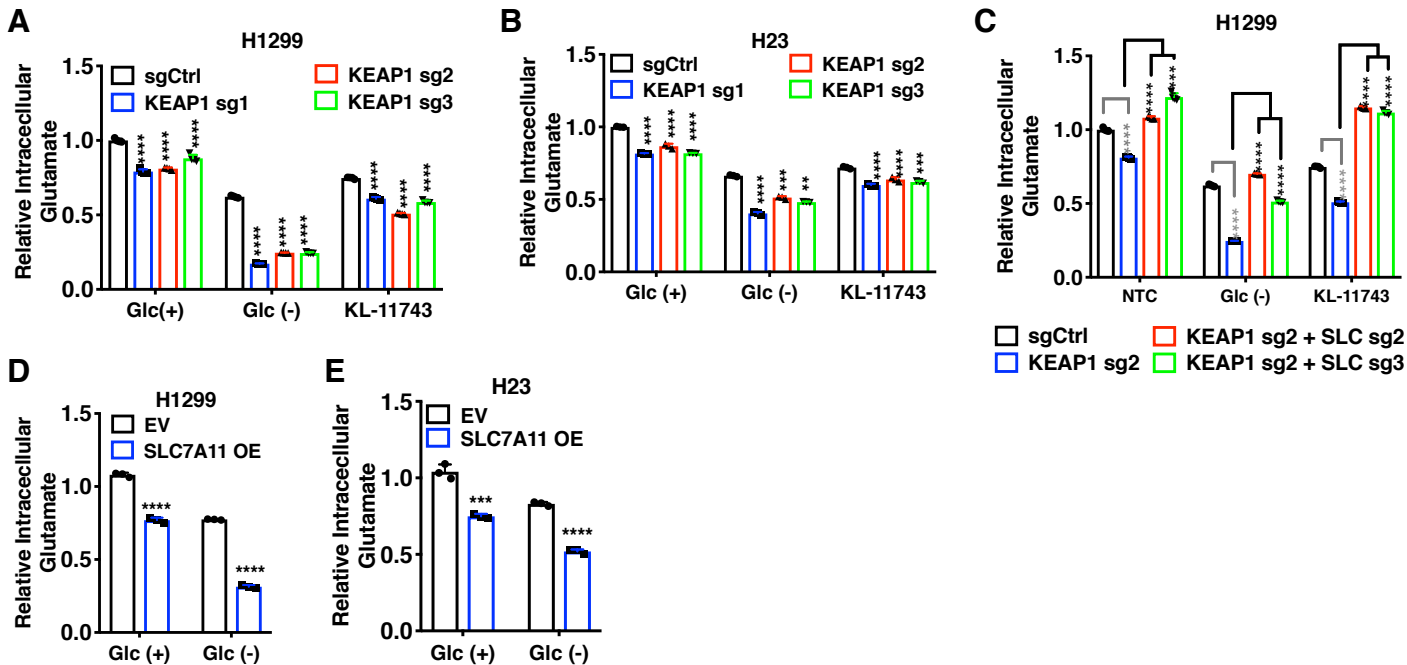 A
H1299
Relative Intracecllular
Glutamate
1.5
1.0
0.5
0.0
sgCtrl
KEAP1 sg1
KEAP1 sg2
KEAP1 sg3
****
****
****
****
****
****
****
****
****
Glc(+)
Glc (-)
KL-11743
B
H23
Relative Intracecllular
Glutamate
1.5
1.0
0.5
0.0
sgCtrl
KEAP1 sg1
KEAP1 sg2
KEAP1 sg3
****
****
****
****
***
**
****
****
***
Glc (+)
Glc (-)
KL-11743
C
H1299
Relative Intracecllular
Glutamate
1.5
1.0
0.5
0.0
****
****
****
****
****
****
****
****
NTC
Glc (-)
KL-11743
sgCtrl
KEAP1 sg2
KEAP1 sg2 + SLC sg2
KEAP1 sg2 + SLC sg3
D
H1299
Relative Intracecllular
Glutamate
1.5
1.0
0.5
0.0
EV
SLC7A11 OE
****
****
Glc (+)
Glc (-)
E
H23
Relative Intracecllular
Glutamate
1.5
1.0
0.5
0.0
EV
SLC7A11 OE
***
****
Glc (+)
Glc (-)